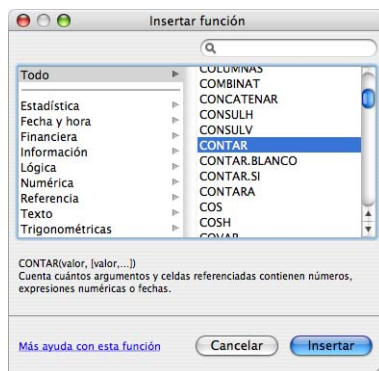 Insertar función
Todo
Estadística
Fecha y hora
Financiera
Información
Lógica
Numérica
Referencia
Texto
Trigonométricas
COLUMNAS
COMBINAT
CONCATENAR
CONSULH
CONSULV
CONTAR
CONTAR.BLANCO
CONTAR.SI
CONTARA
COS
COSH
COVAR
CONTAR(valor, [valor,...])
Cuenta cuántos argumentos y celdas referenciadas contienen números,
expresiones numéricas o fechas.
Más ayuda con esta función
Cancelar
Insertar